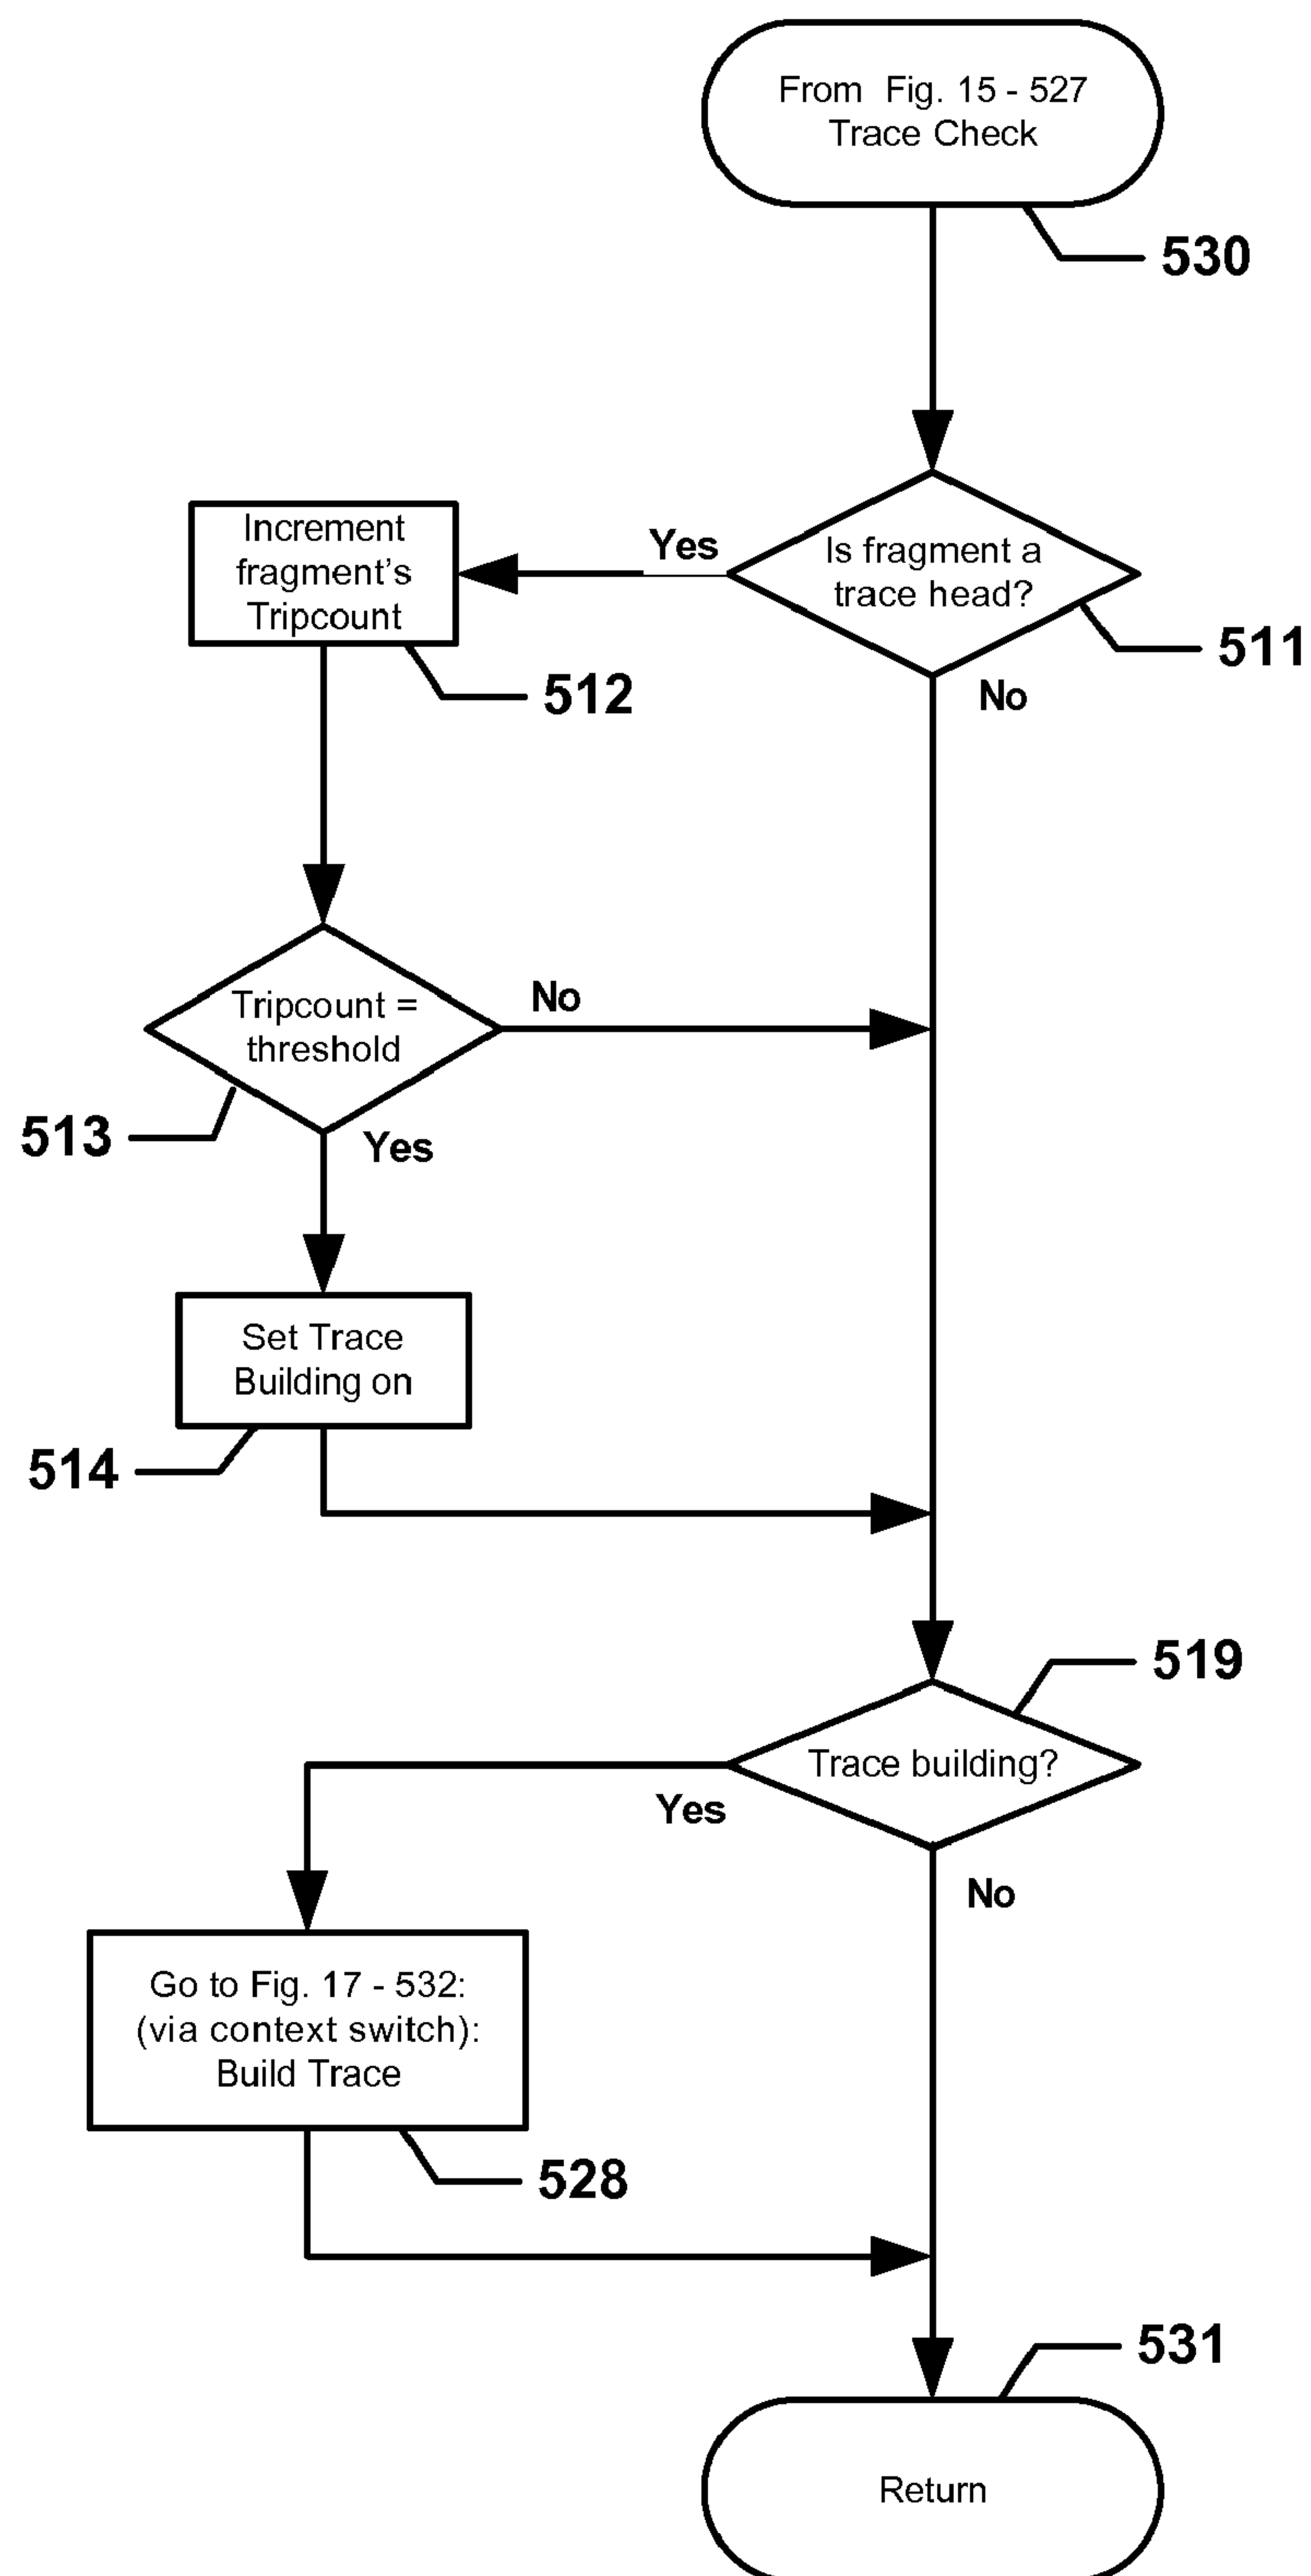 From Fig. 15 - 527
Trace Check
530
Is fragment a
trace head?
511
Yes
No
Increment
fragment's
Tripcount
512
Tripcount =
threshold
513
No
Yes
Set Trace
Building on
514
519
Trace building?
Yes
No
Go to Fig. 17 - 532:
(via context switch):
Build Trace
528
531
Return